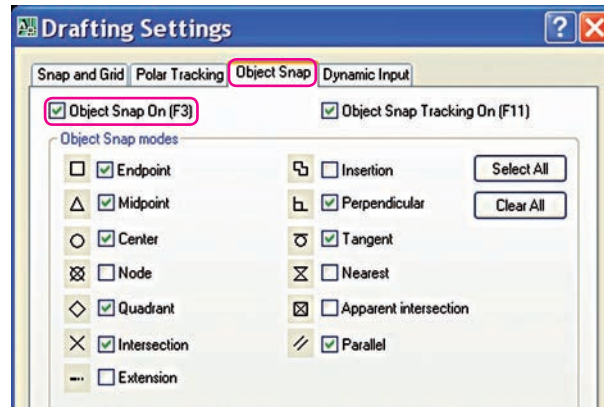 Drafting Settings
Snap and Grid Polar Tracking Object Snap Dynamic Input
Object Snap On (F3) Object Snap Tracking On (F11)
Object Snap modes
Endpoint Insertion Select All
Midpoint Perpendicular Clear All
Center Tangent
Node Nearest
Quadrant Apparent intersection
Intersection Parallel
Extension